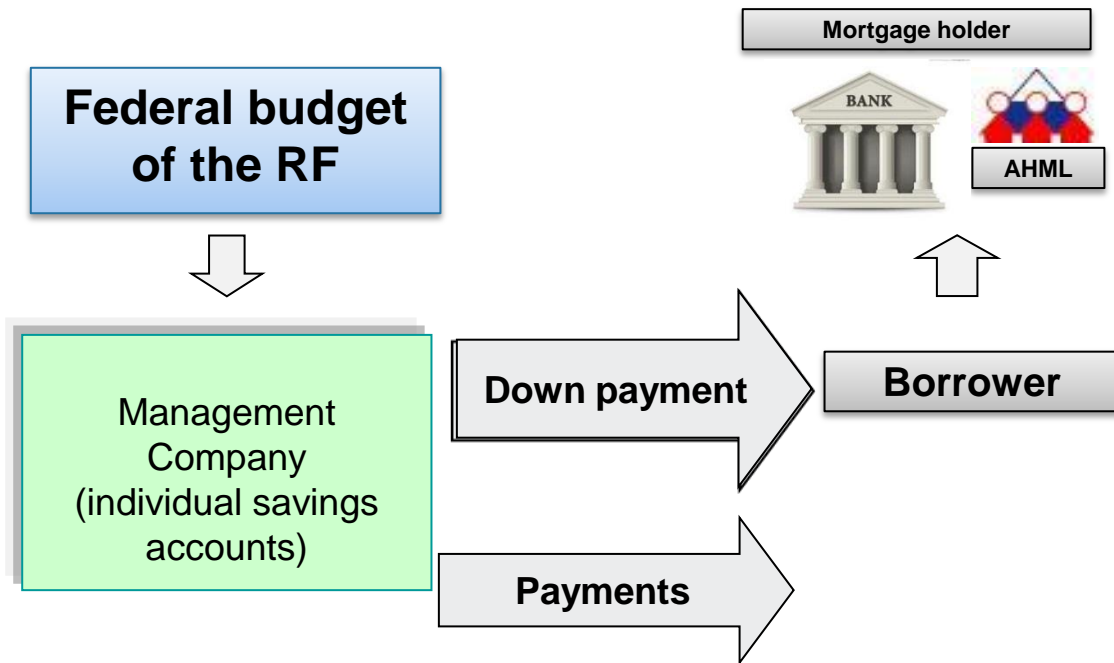 Mortgage holder
Federal budget
of the RF
BANK
AHML
Management
Company
(individual savings
accounts)
Down payment
Borrower
Payments